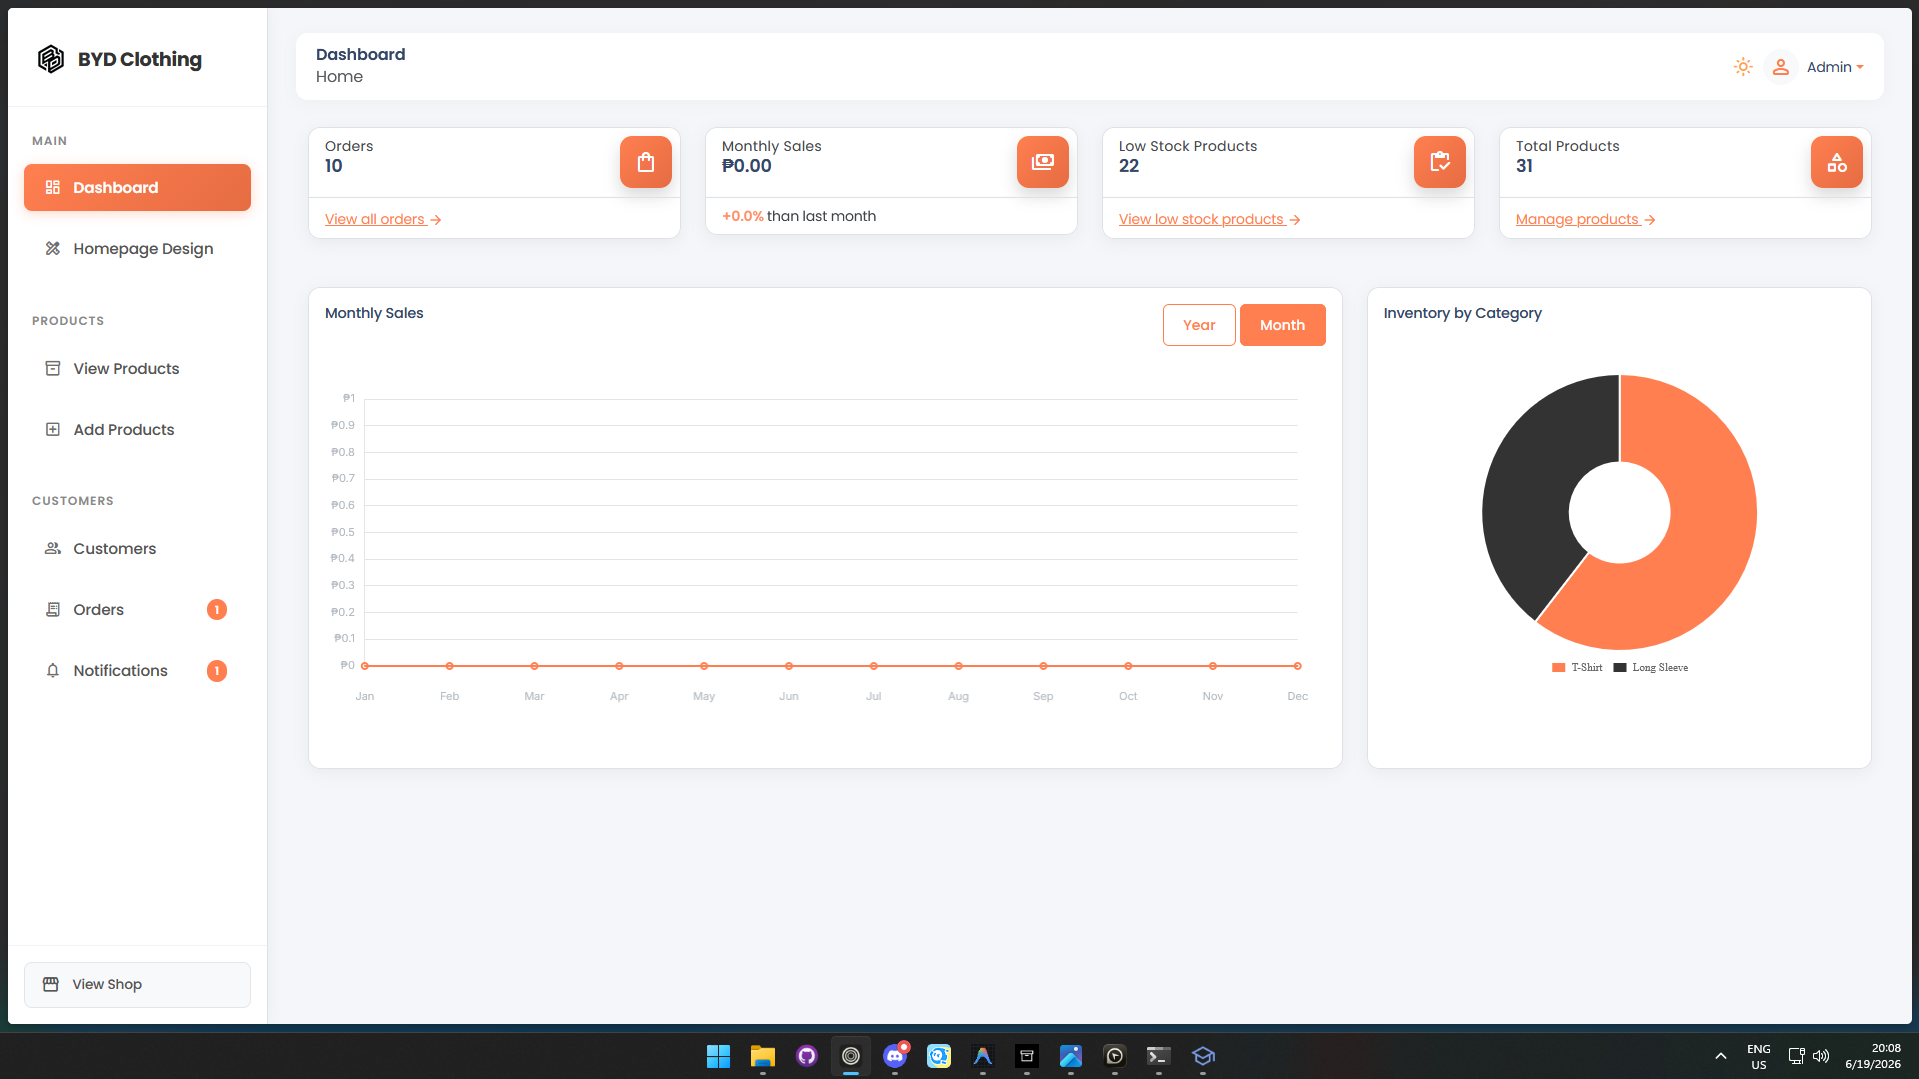 BYD Clothing
MAIN
Dashboard
Homepage Design
PRODUCTS
View Products
Add Products
CUSTOMERS
Customers
Orders 1
Notifications 1
View Shop
Dashboard
Home
Admin
Orders
10
View all orders →
Monthly Sales
₱0.00
+0.0% than last month
Low Stock Products
22
View low stock products →
Total Products
31
Manage products →
Monthly Sales
Year Month
₱1
₱0.9
₱0.8
₱0.7
₱0.6
₱0.5
₱0.4
₱0.3
₱0.2
₱0.1
₱0
Jan Feb Mar Apr May Jun Jul Aug Sep Oct Nov Dec
Inventory by Category
T-Shirt Long Sleeve
ENG
US
20:08
6/19/2026